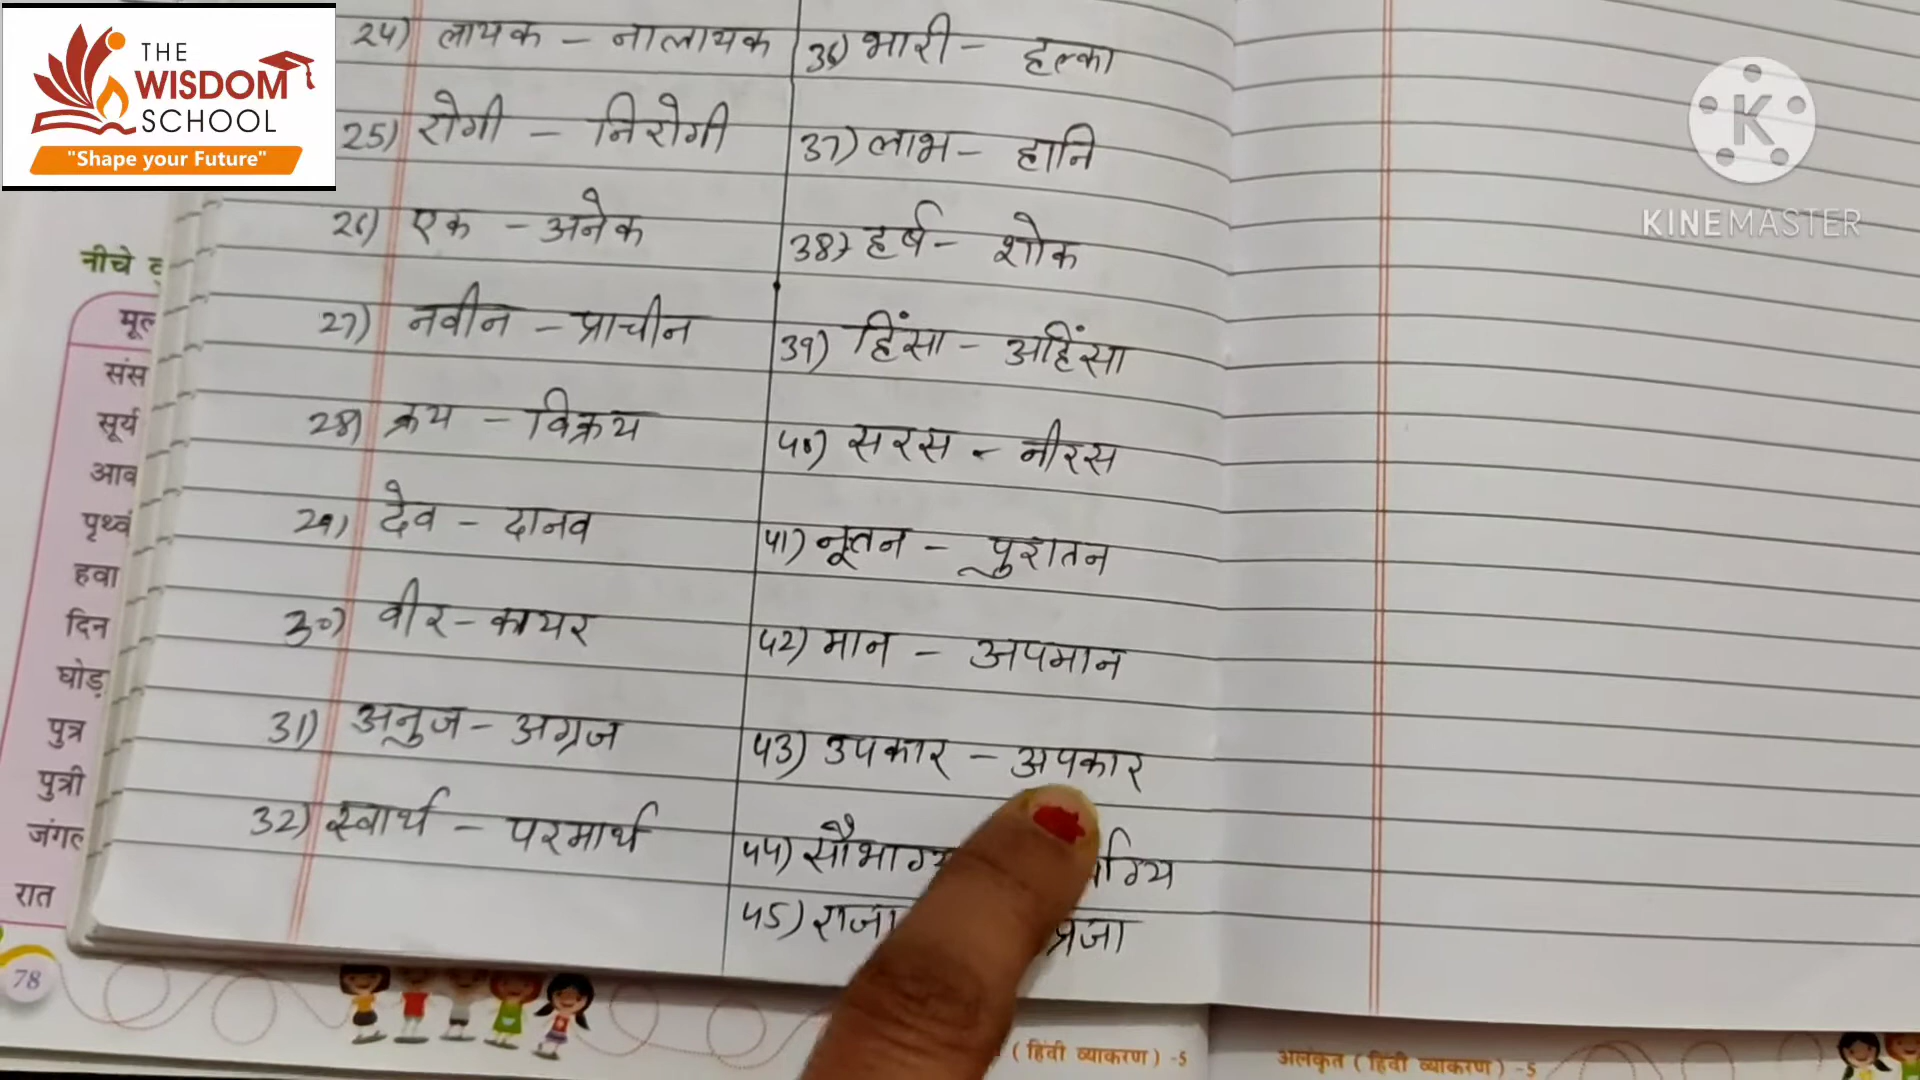 THE
WISDOM
SCHOOL
"Shape your Future"
K
KINEMASTER
24) लायक - नालायक
25) रोगी - निरोगी
26) एक - अनेक
27) नवीन - प्राचीन
28) क्रय - विक्रय
29) देव - दानव
30) वीर - कायर
31) अनुज - अग्रज
32) स्वार्थ - परमार्थ
36) भारी - हल्का
37) लाभ - हानि
38) हर्ष - शोक
39) हिंसा - अहिंसा
40) सरस - नीरस
41) नूतन - पुरातन
42) मान - अपमान
43) उपकार - अपकार
44) सौभाग्य
45) राजा प्रजा
नीचे
मूल
संस
सूर्य
आव
पृथ्वं
हवा
दिन
घोड़
पुत्र
पुत्री
जंगल
रात
78
( हिंदी व्याकरण ) -5
अलंकृत ( हिंदी व्याकरण ) -5